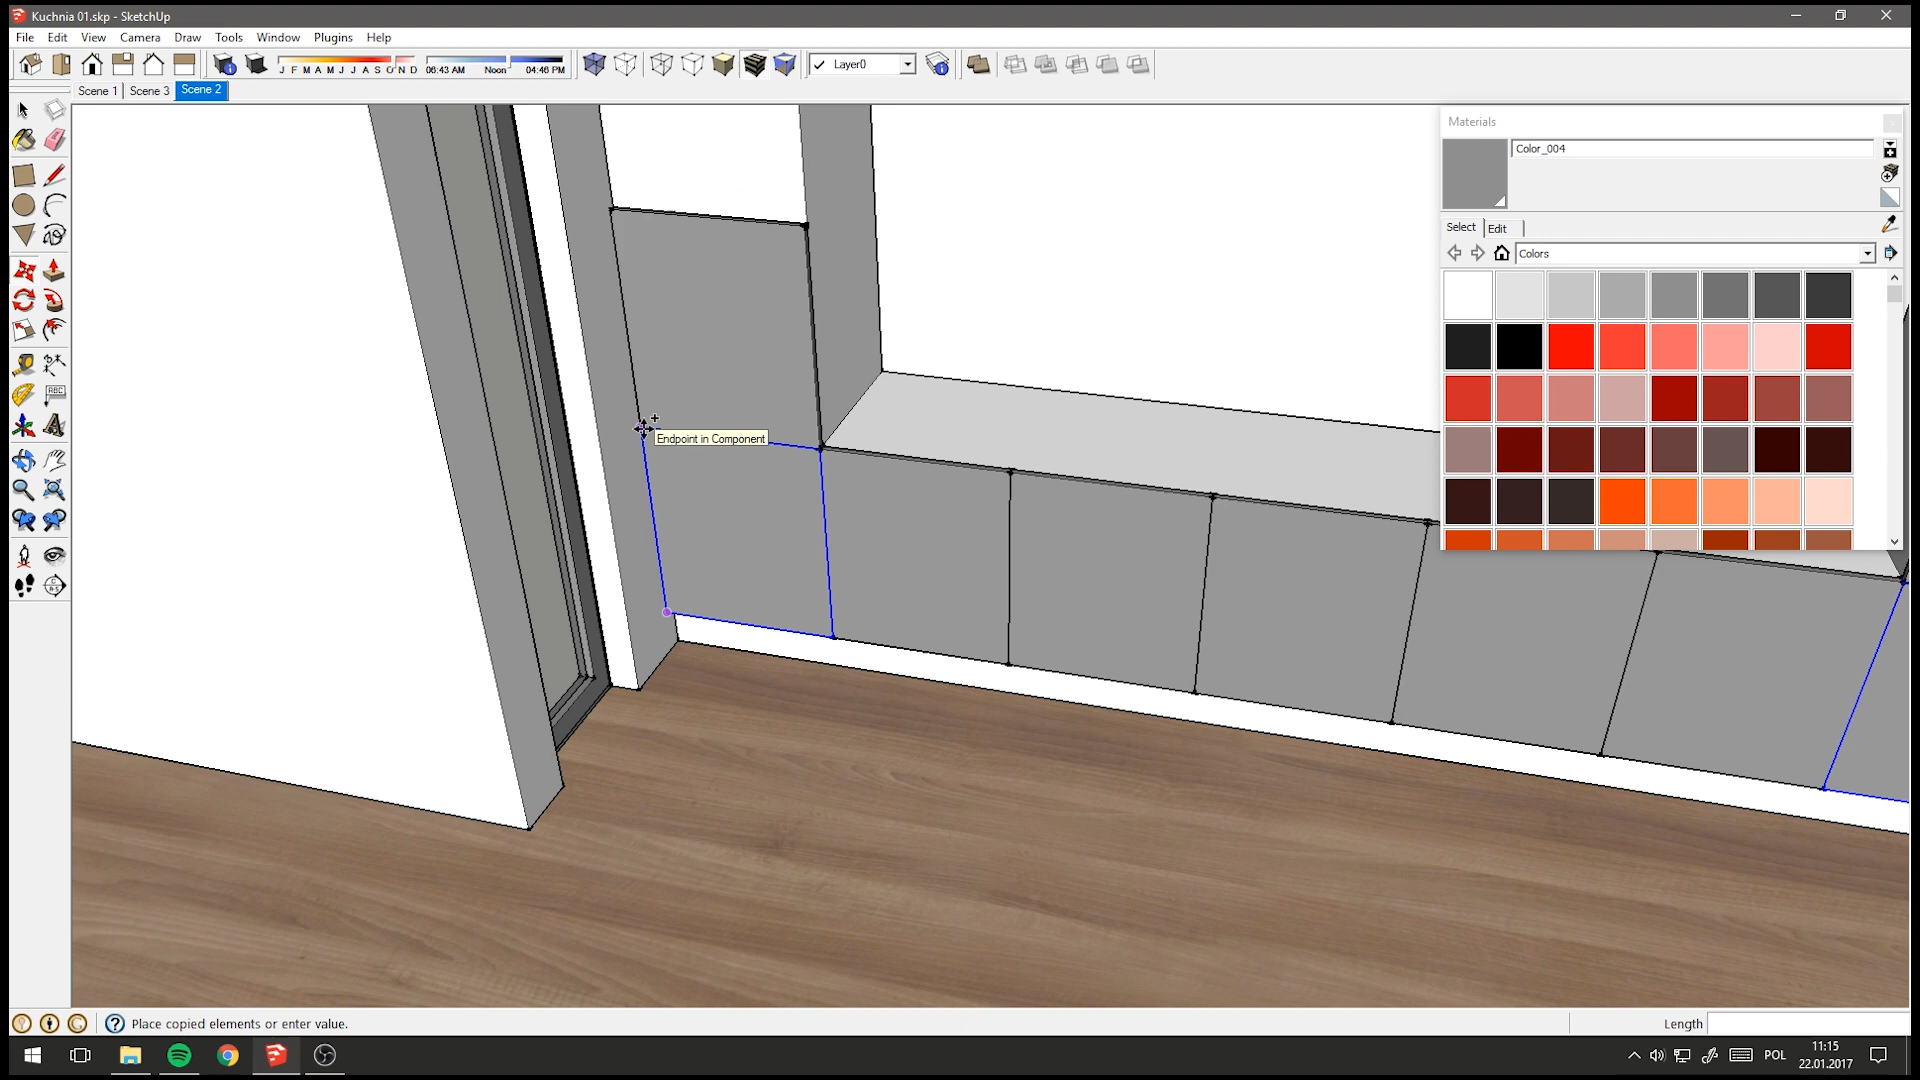 Kuchnia 01.skp - SketchUp
File Edit View Camera Draw Tools Window Plugins Help
J F M A M J J A S O N D 06:43 AM Noon 04:46 PM Layer0
Scene 1 Scene 3 Scene 2
Materials
Color_004
Select Edit
Colors
ABC
Endpoint in Component
Place copied elements or enter value.
Length
POL
11:15
22.01.2017